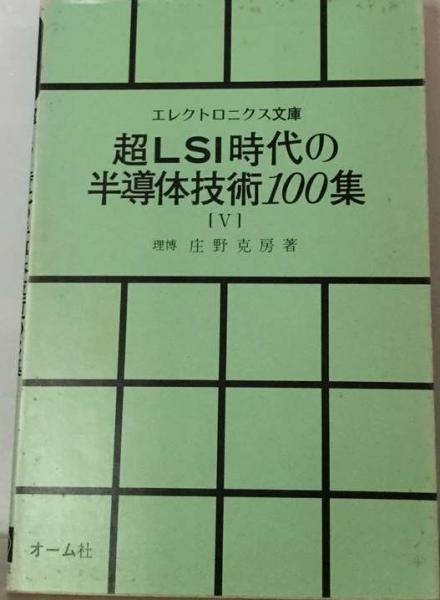 エレクトロニクス文庫
超LSI時代の
半導体技術100集
[V]
理博 庄野克房著
オーム社